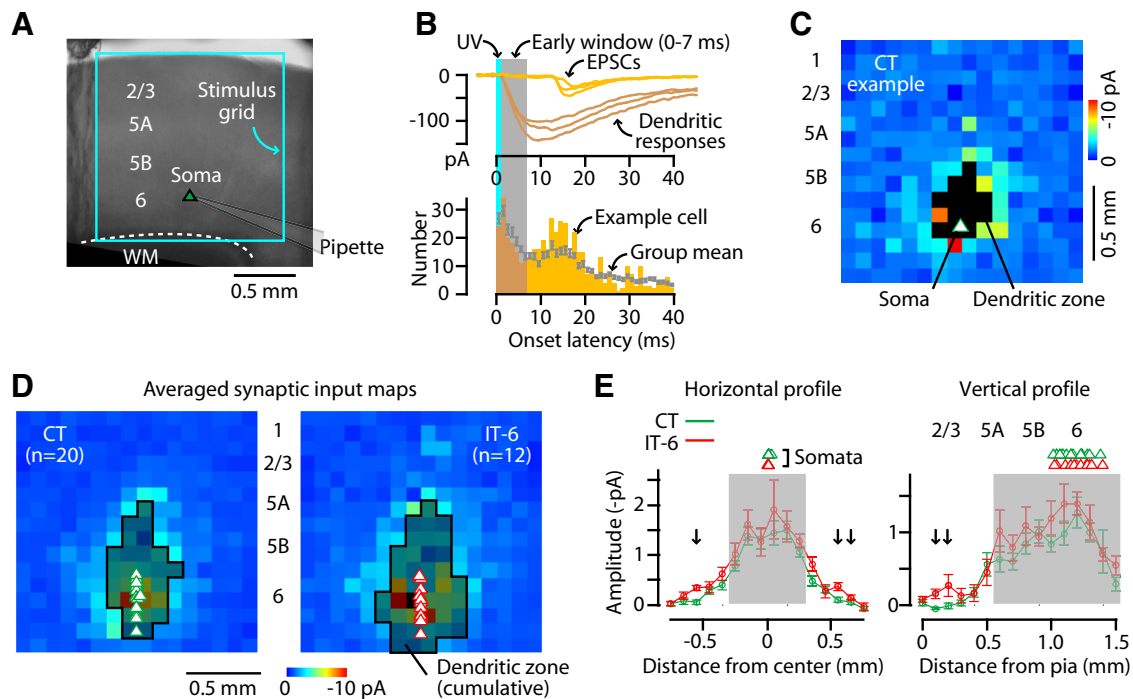 A
2/3
5A
5B
6
Stimulus
grid
Soma
Pipette
WM
0.5 mm
B
UV
Early window (0-7 ms)
EPSCs
0
-100
pA
Dendritic
responses
0 10 20 30 40
30
20
10
0
Number
Example cell
Group mean
0 10 20 30 40
Onset latency (ms)
C
1
2/3
5A
5B
6
CT
example
-10 pA
0
0.5 mm
Soma
Dendritic zone
D
Averaged synaptic input maps
CT
(n=20)
1
2/3
5A
5B
6
IT-6
(n=12)
0.5 mm
0
-10 pA
Dendritic zone
(cumulative)
E
Horizontal profile
CT
IT-6
Somata
2
1
0
Amplitude (-pA)
-0.5 0 0.5
Distance from center (mm)
Vertical profile
2/3 5A 5B 6
1
0
0 0.5 1.0 1.5
Distance from pia (mm)